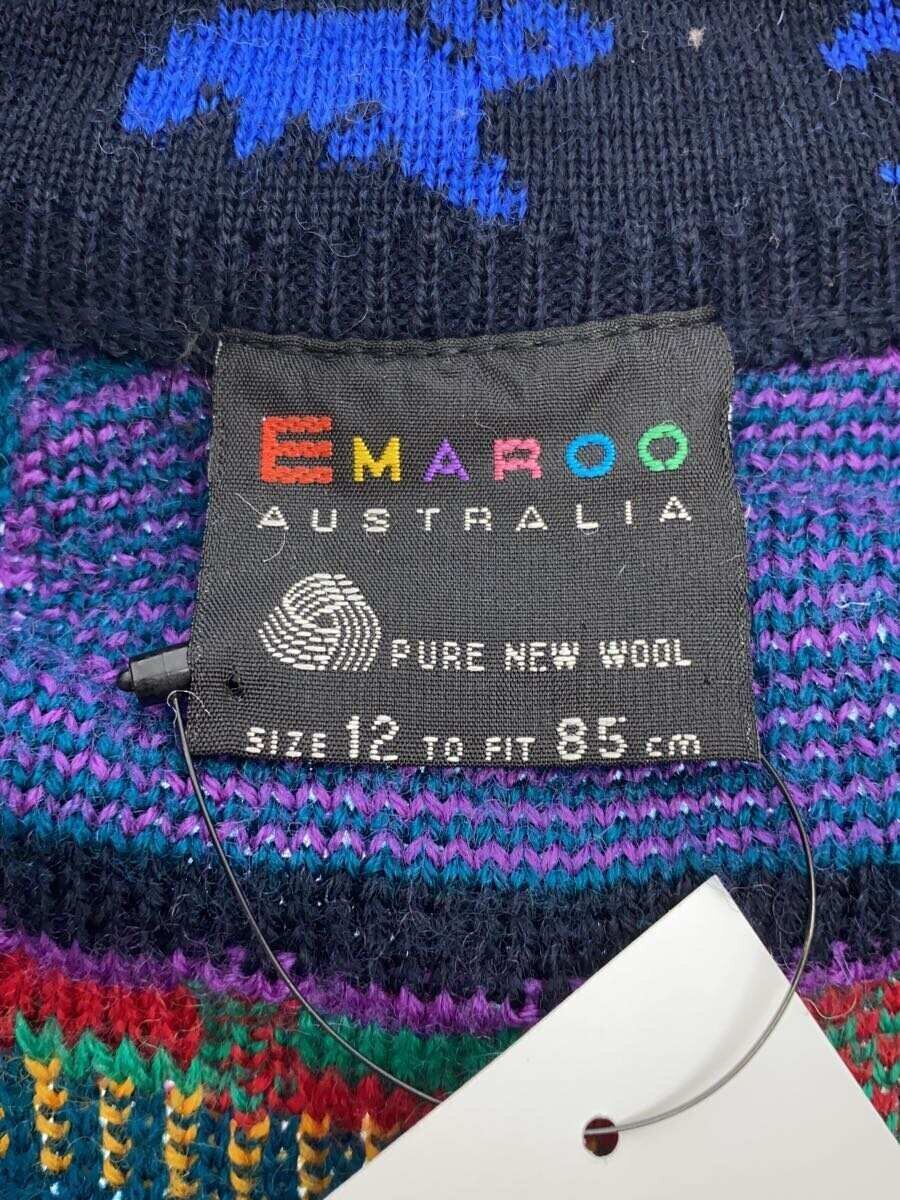 EMAROO
AUSTRALIA
PURE NEW WOOL
SIZE 12 TO FIT 85 cm